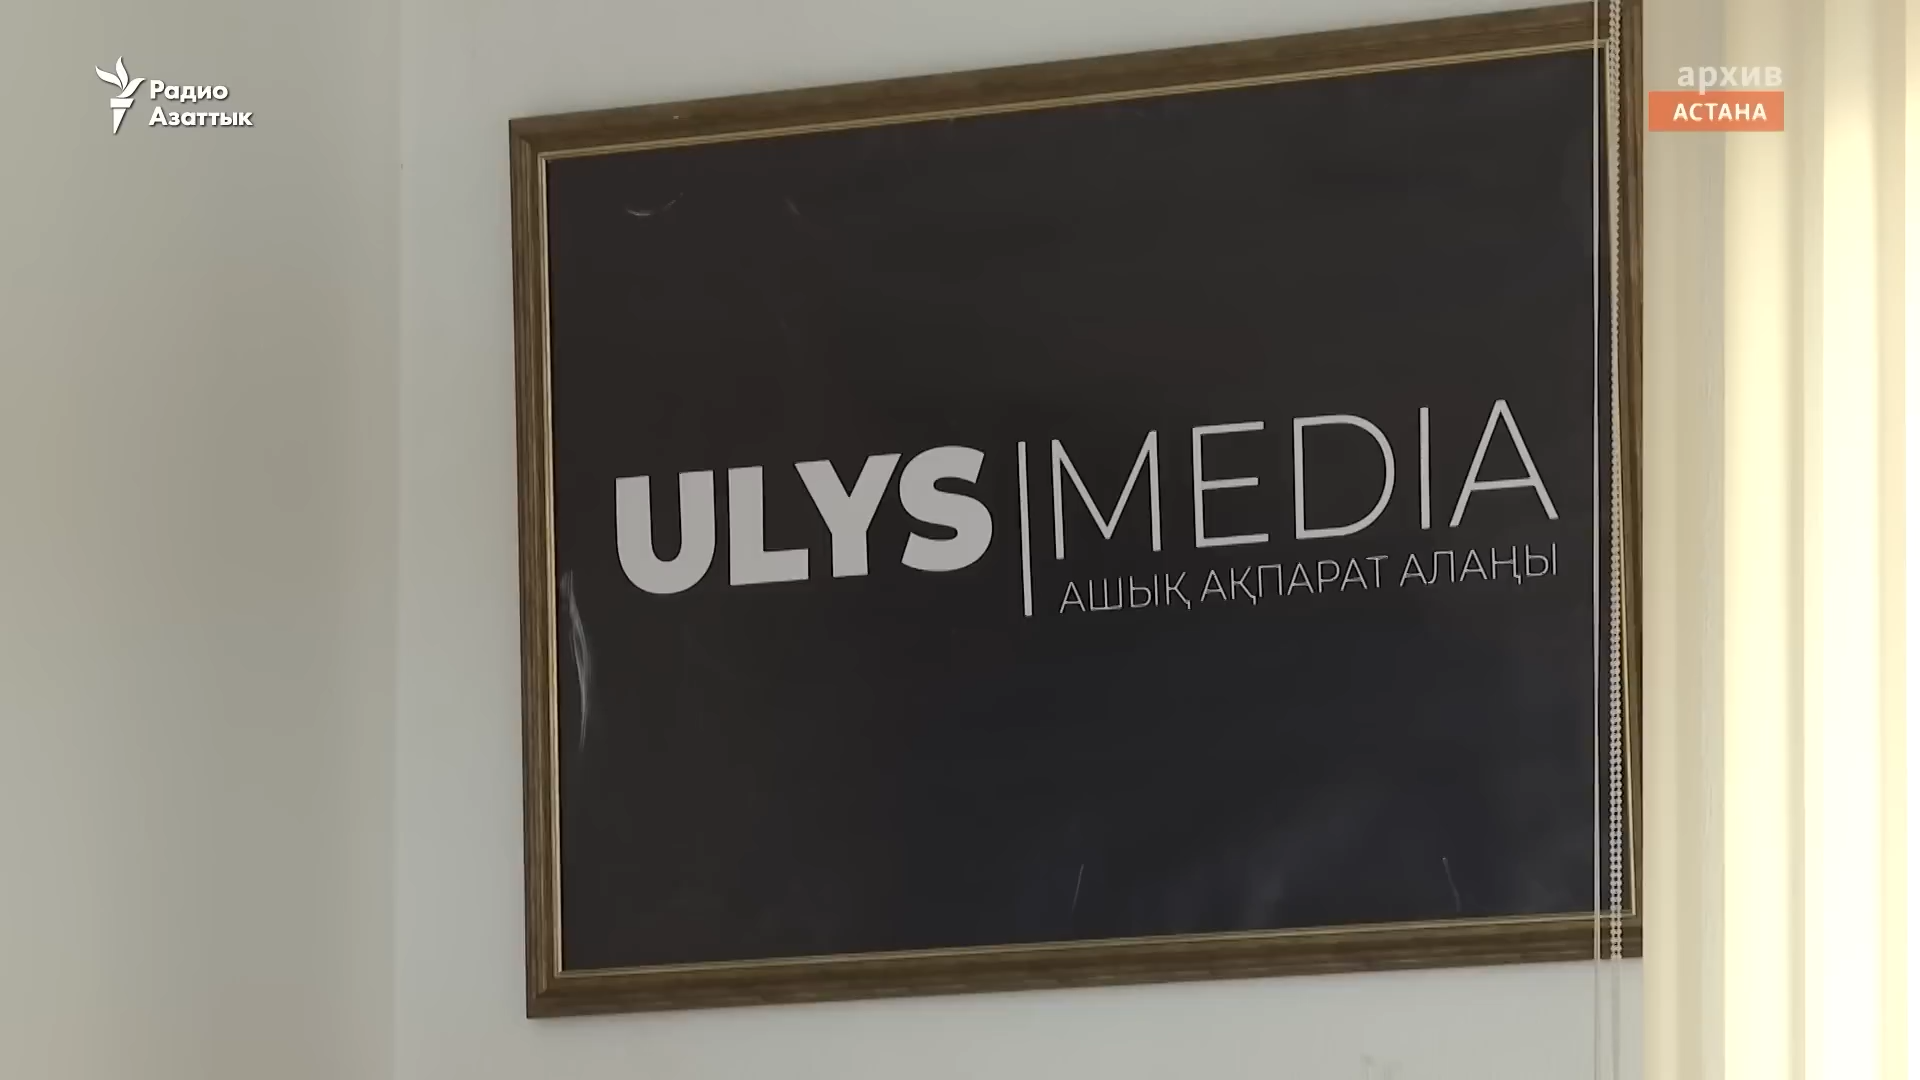 Радио
Азаттык
архив
АСТАНА
ULYS|MEDIA
АШЫҚ АҚПАРАТ АЛАҢЫ